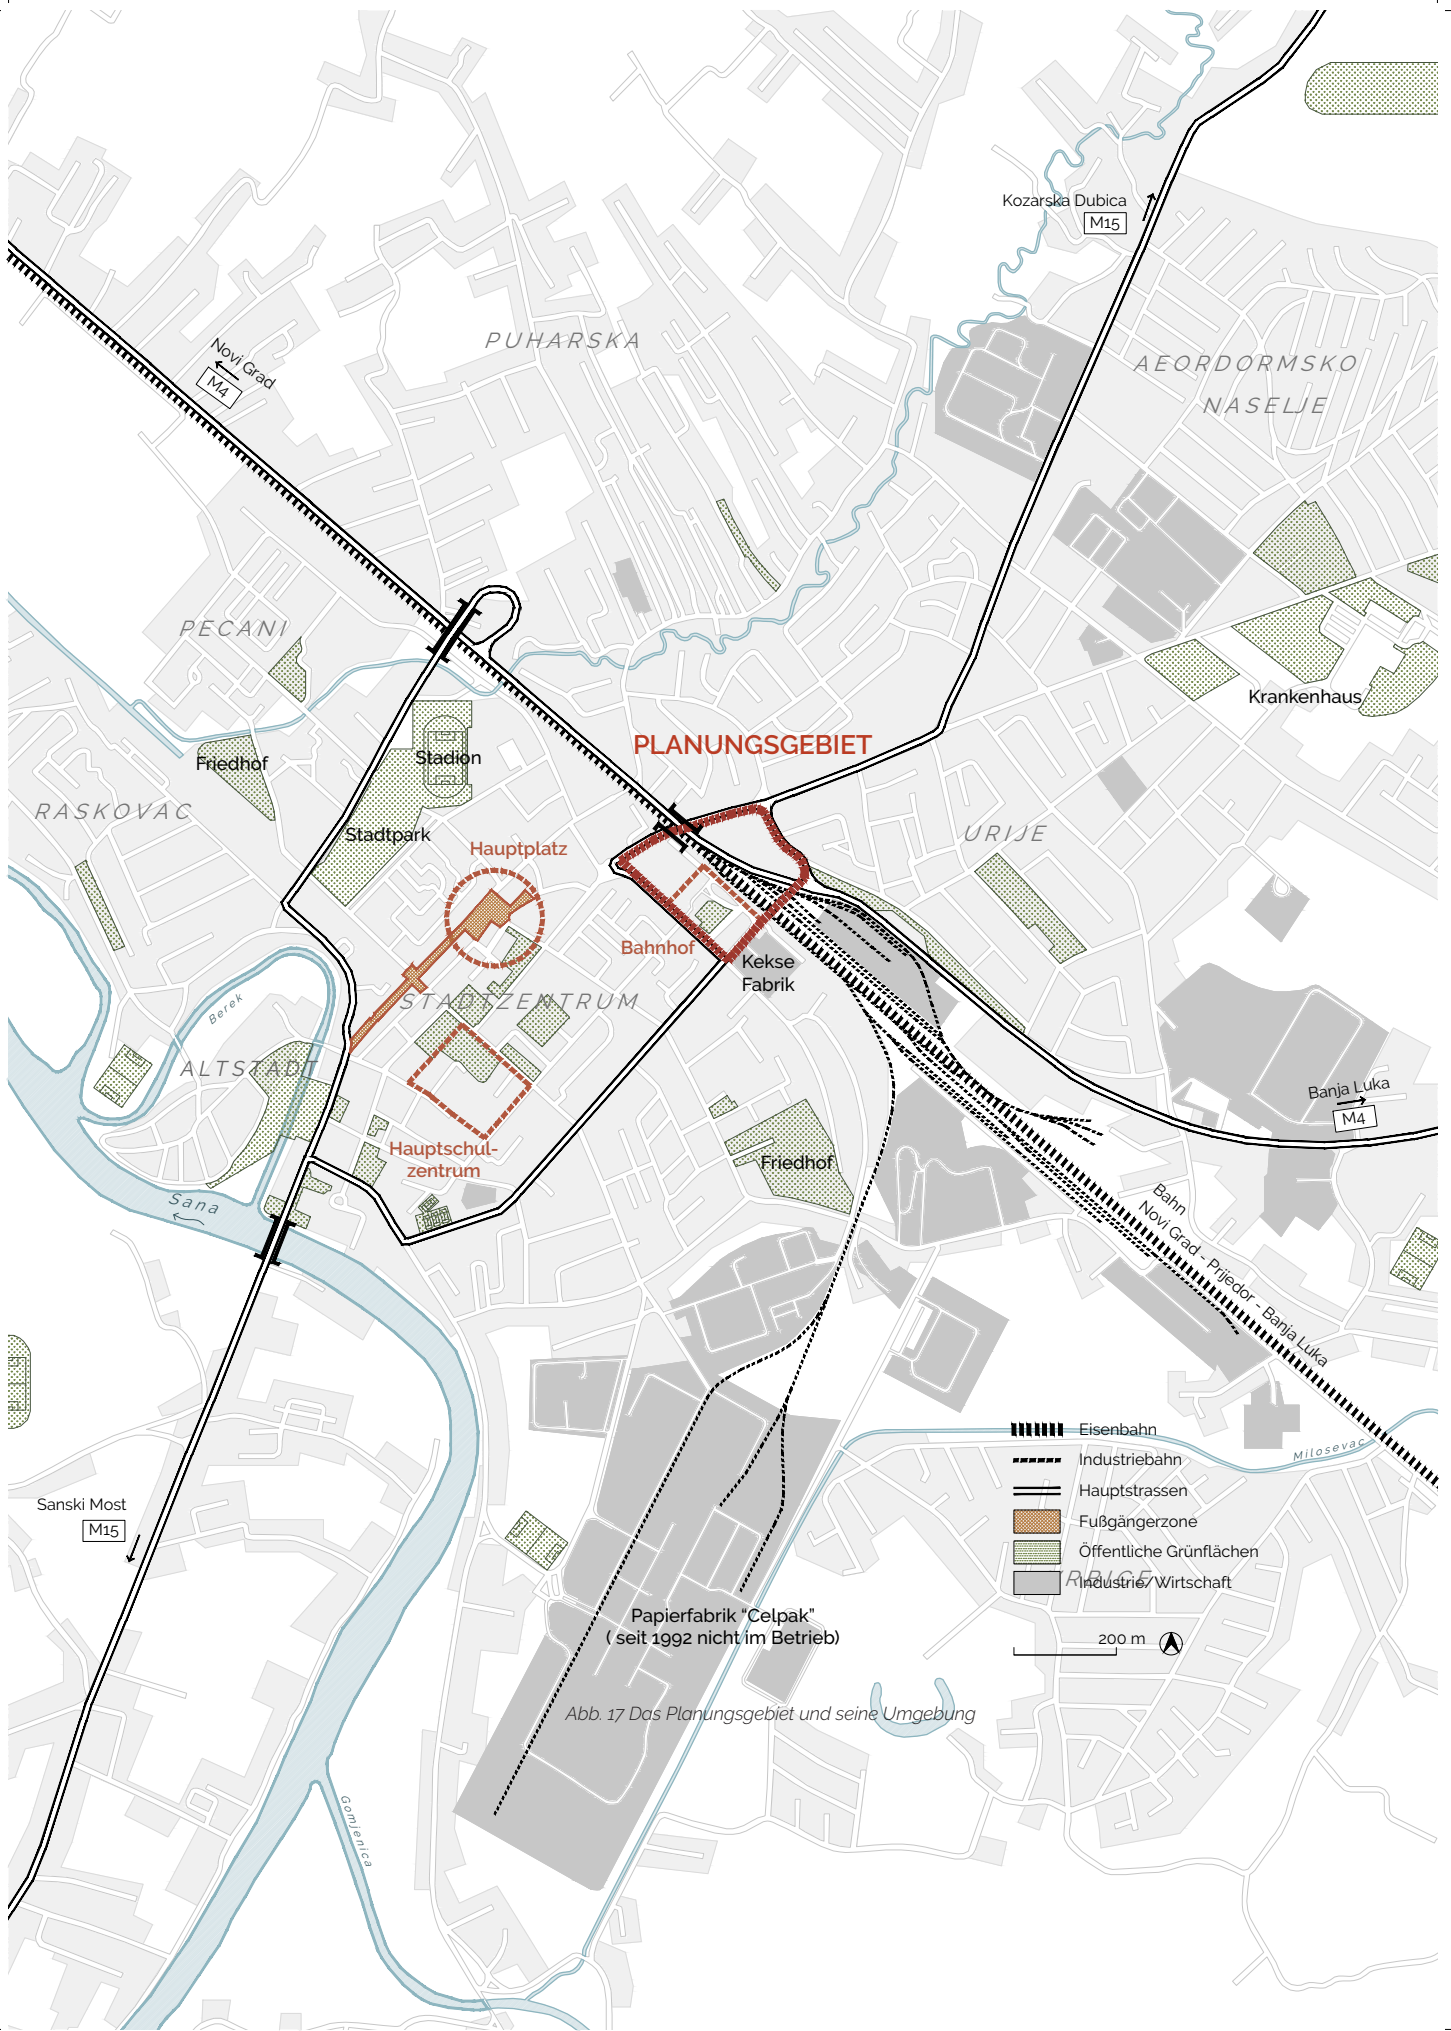 Kozarska Dubica
M15
Novi Grad
M4
PUHARSKA
AEORDORMSKO
NASELJE
PECANI
Krankenhaus
PLANUNGSGEBIET
Stadion
Friedhof
RASKOVAC
Stadtpark
URIJE
Hauptplatz
Bahnhof
Kekse
Fabrik
STADTZENTRUM
Berek
ALTSTADT
Banja Luka
M4
Hauptschul-
zentrum
Friedhof
Sana
Bahn
Novi Grad - Prijedor - Banja Luka
Eisenbahn
Milosevac
Industriebahn
Hauptstrassen
Sanski Most
M15
Fußgängerzone
Öffentliche Grünflächen
Industrie/Wirtschaft
Papierfabrik “Celpak”
( seit 1992 nicht im Betrieb)
200 m
Abb. 17 Das Planungsgebiet und seine Umgebung
Gomjenica